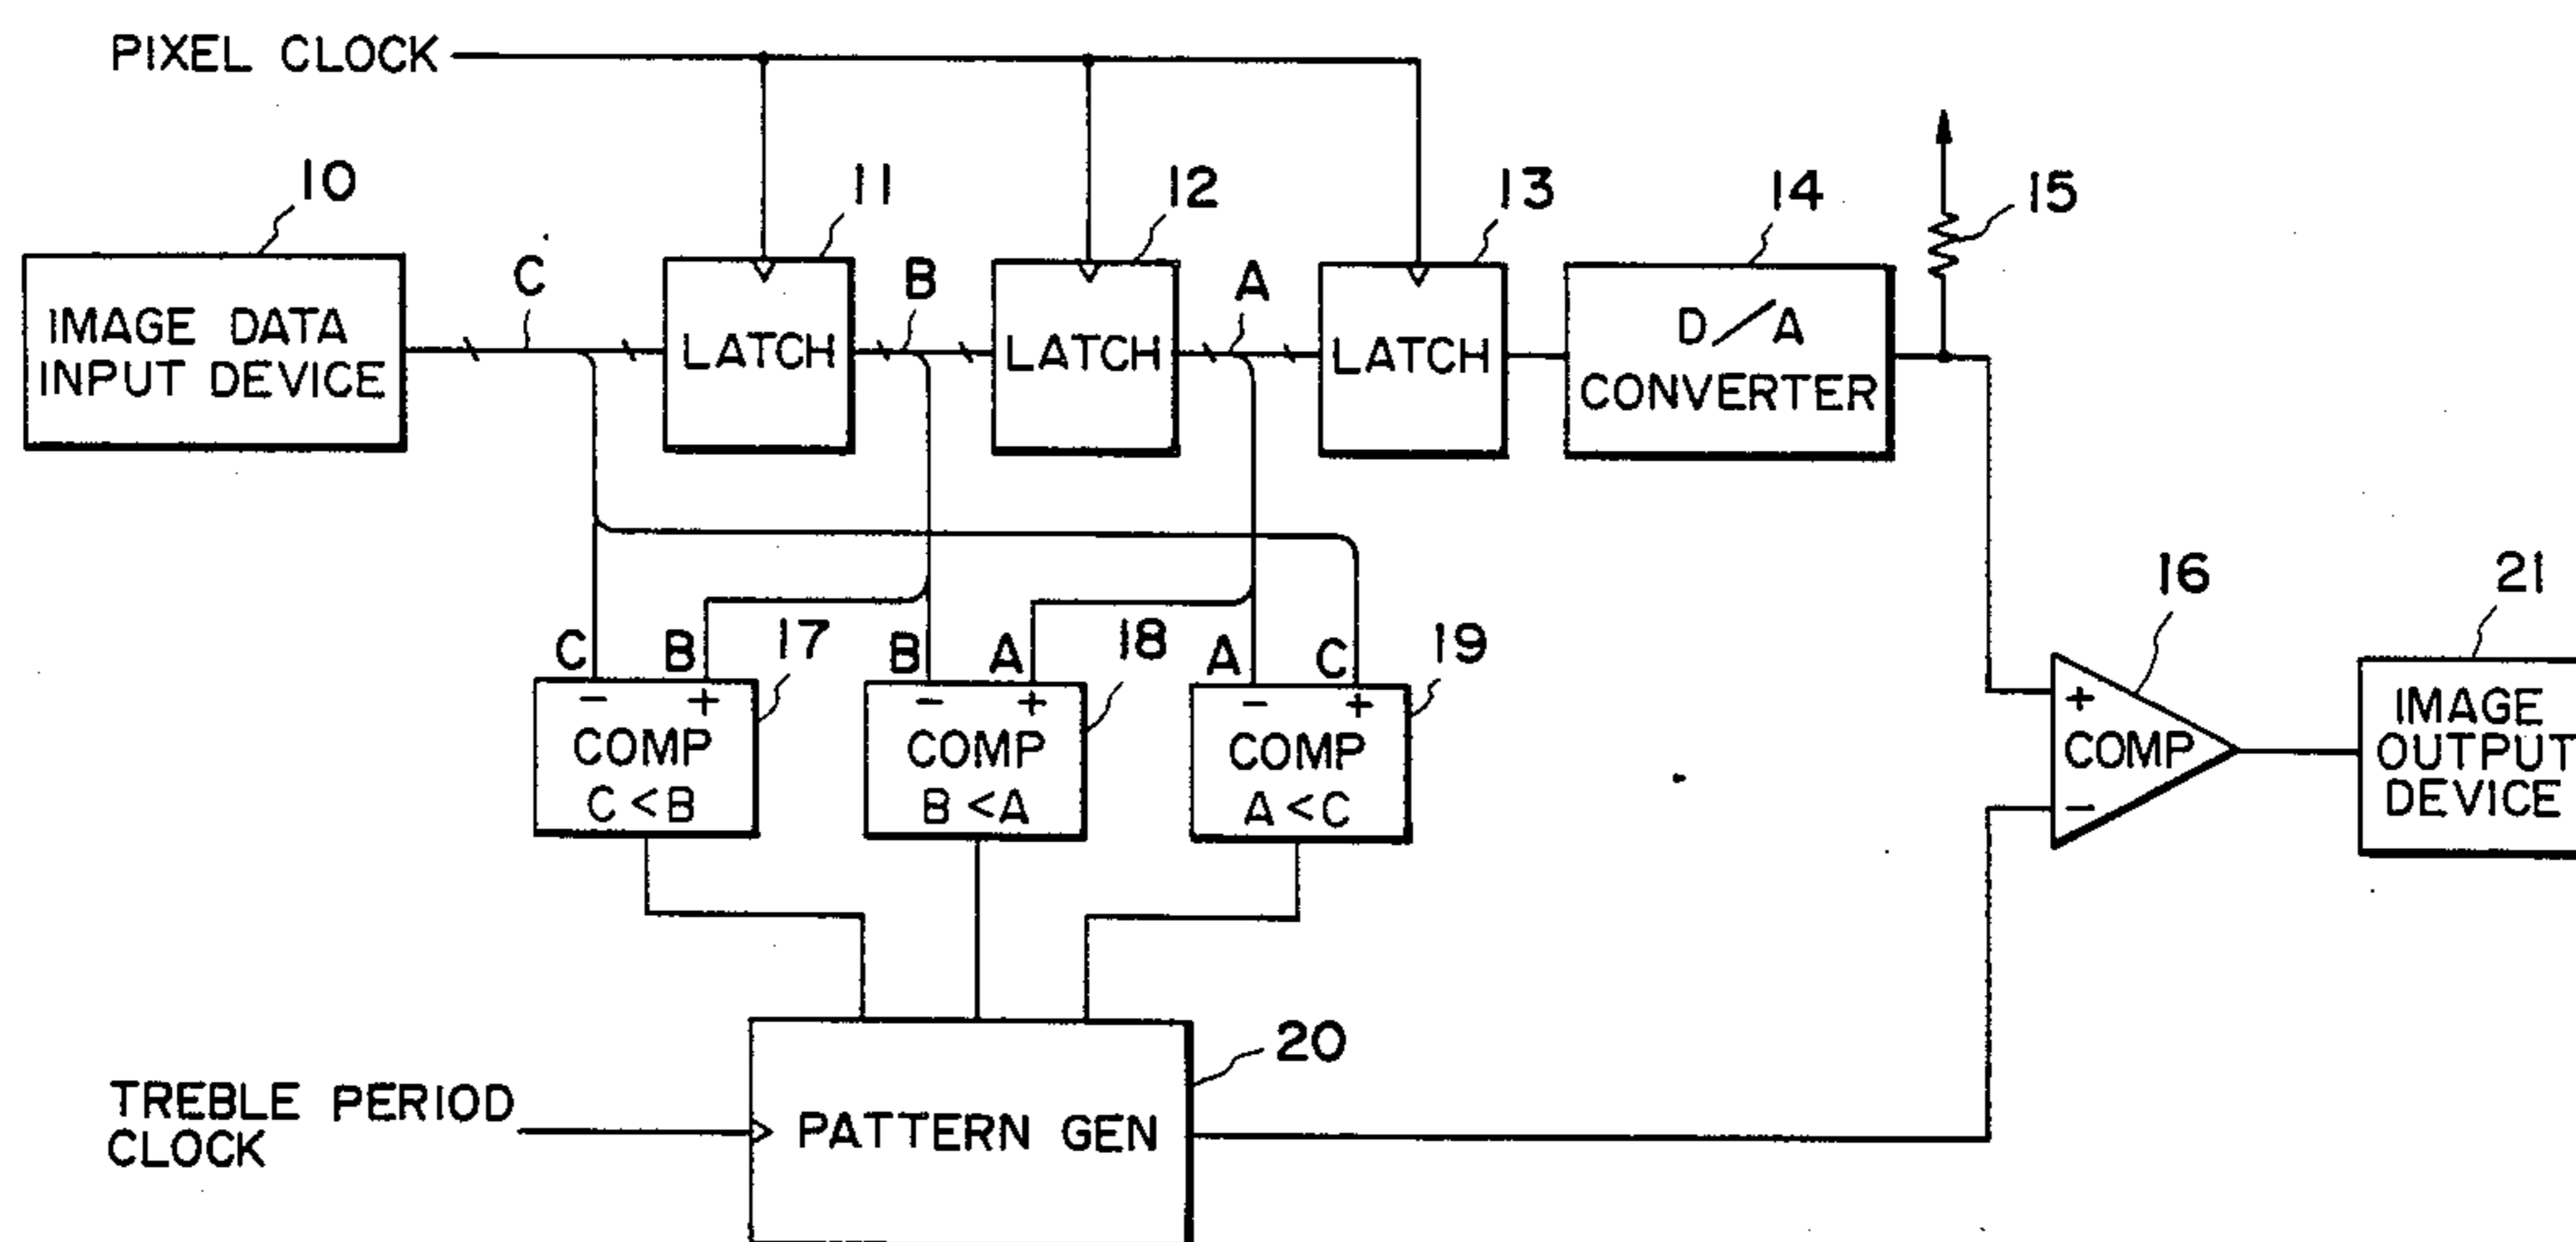 PIXEL CLOCK
10
11
12
13
14
15
C
B
A
IMAGE DATA
INPUT DEVICE
LATCH
LATCH
LATCH
D/A
CONVERTER
16
21
C B 17
B A 18
A C 19
- +
COMP
C<B
- +
COMP
B<A
- +
COMP
A<C
+
COMP
-
IMAGE
OUTPUT
DEVICE
20
TREBLE PERIOD
CLOCK
PATTERN GEN